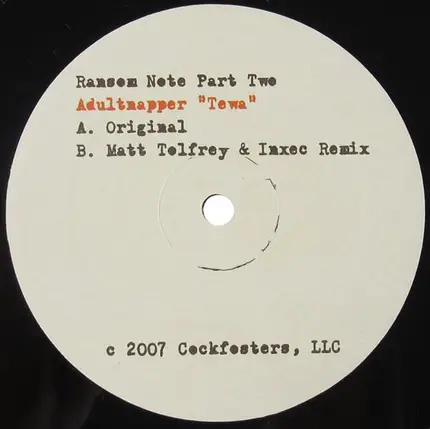 Ransom Note Part Two
Adultnapper "Tewa"
A. Original
B. Matt Tolfrey & Inxec Remix
c 2007 Cockfosters, LLC